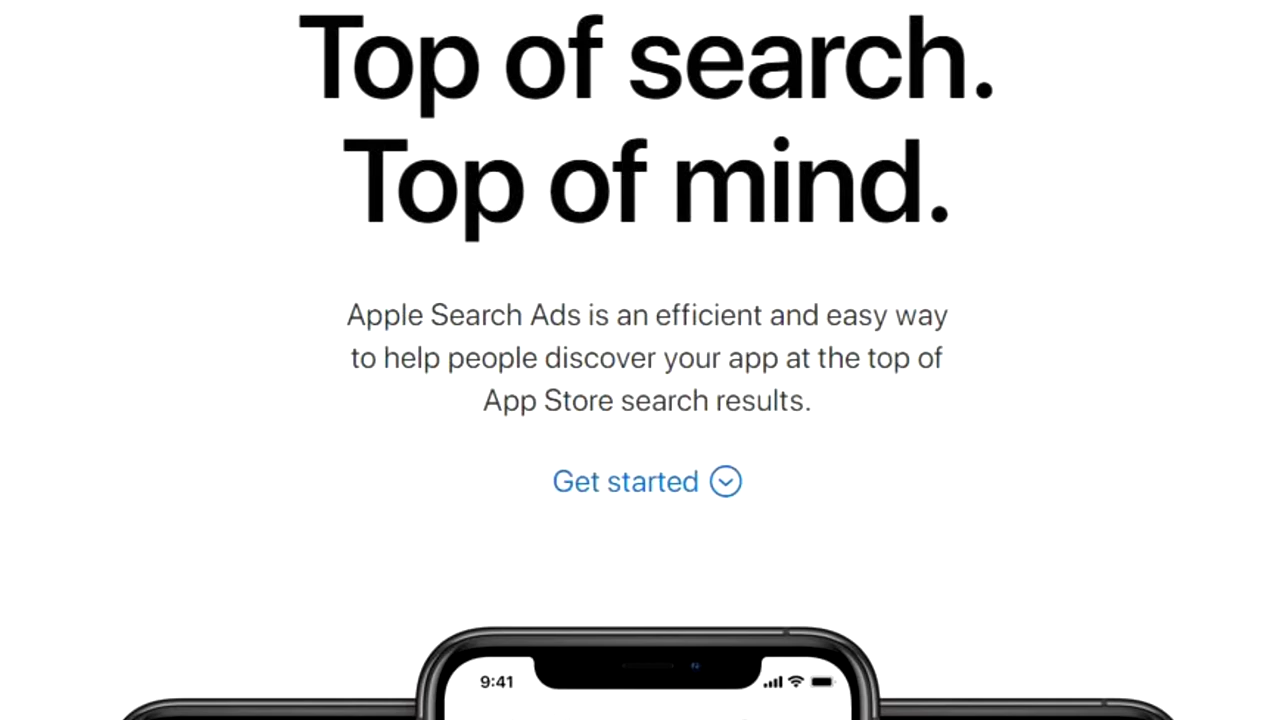 Top of search.
Top of mind.
Apple Search Ads is an efficient and easy way
to help people discover your app at the top of
App Store search results.
Get started
9:41